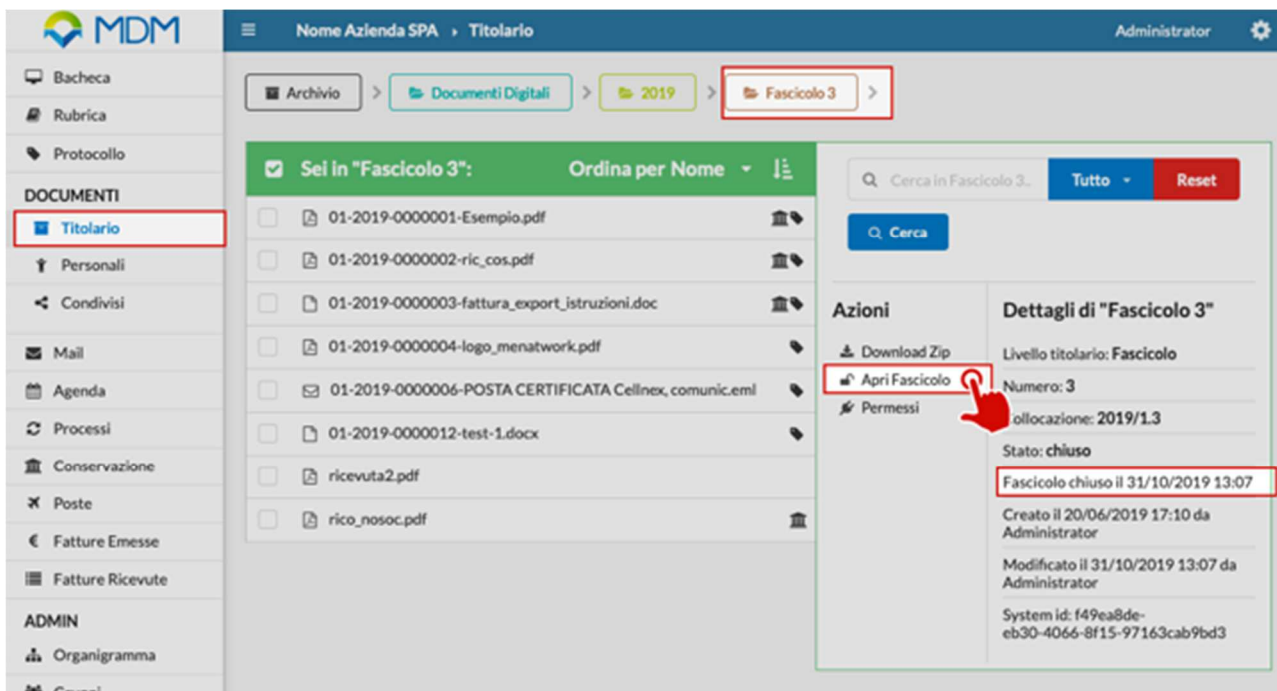 MDM
Nome Azienda SPA › Titolario
Administrator
Bacheca
Rubrica
Protocollo
DOCUMENTI
Titolario
Personali
Condivisi
Mail
Agenda
Processi
Conservazione
Poste
Fatture Emesse
Fatture Ricevute
ADMIN
Organigramma
Archivio > Documenti Digitali > 2019 > Fascicolo 3 >
Sei in "Fascicolo 3":
Ordina per Nome
01-2019-0000001-Esempio.pdf
01-2019-0000002-ric_cos.pdf
01-2019-0000003-fattura_export_istruzioni.doc
01-2019-0000004-logo_menatwork.pdf
01-2019-0000006-POSTA CERTIFICATA Cellnex, comunic.eml
01-2019-0000012-test-1.docx
ricevuta2.pdf
rico_nosoc.pdf
Cerca in Fascicolo 3..
Tutto
Reset
Cerca
Azioni
Download Zip
Apri Fascicolo
Permessi
Dettagli di "Fascicolo 3"
Livello titolario: Fascicolo
Numero: 3
Collocazione: 2019/1.3
Stato: chiuso
Fascicolo chiuso il 31/10/2019 13:07
Creato il 20/06/2019 17:10 da
Administrator
Modificato il 31/10/2019 13:07 da
Administrator
System id: f49ea8de-
eb30-4066-8f15-97163cab9bd3